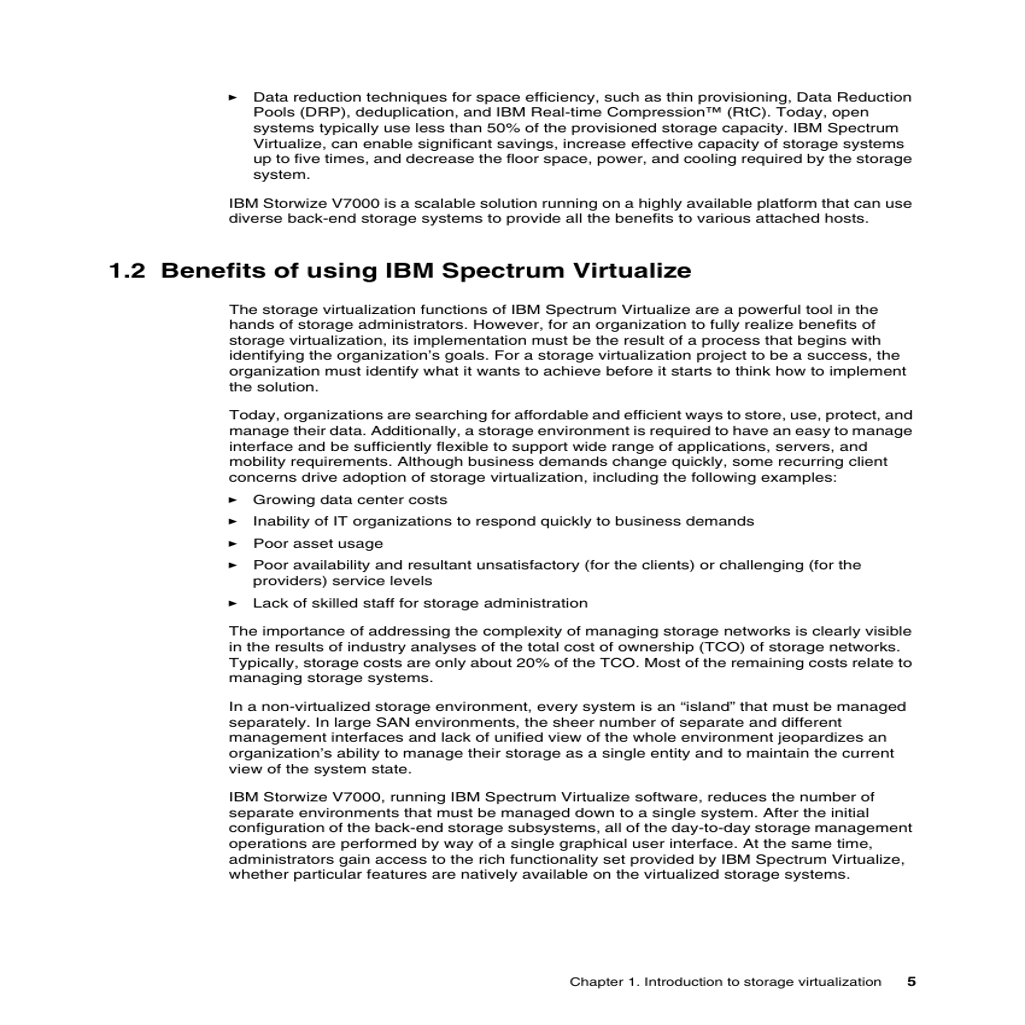 ► Data reduction techniques for space efficiency, such as thin provisioning, Data Reduction
Pools (DRP), deduplication, and IBM Real-time Compression™ (RtC). Today, open
systems typically use less than 50% of the provisioned storage capacity. IBM Spectrum
Virtualize, can enable significant savings, increase effective capacity of storage systems
up to five times, and decrease the floor space, power, and cooling required by the storage
system.
IBM Storwize V7000 is a scalable solution running on a highly available platform that can use
diverse back-end storage systems to provide all the benefits to various attached hosts.
1.2 Benefits of using IBM Spectrum Virtualize
The storage virtualization functions of IBM Spectrum Virtualize are a powerful tool in the
hands of storage administrators. However, for an organization to fully realize benefits of
storage virtualization, its implementation must be the result of a process that begins with
identifying the organization’s goals. For a storage virtualization project to be a success, the
organization must identify what it wants to achieve before it starts to think how to implement
the solution.
Today, organizations are searching for affordable and efficient ways to store, use, protect, and
manage their data. Additionally, a storage environment is required to have an easy to manage
interface and be sufficiently flexible to support wide range of applications, servers, and
mobility requirements. Although business demands change quickly, some recurring client
concerns drive adoption of storage virtualization, including the following examples:
► Growing data center costs
► Inability of IT organizations to respond quickly to business demands
► Poor asset usage
► Poor availability and resultant unsatisfactory (for the clients) or challenging (for the
providers) service levels
► Lack of skilled staff for storage administration
The importance of addressing the complexity of managing storage networks is clearly visible
in the results of industry analyses of the total cost of ownership (TCO) of storage networks.
Typically, storage costs are only about 20% of the TCO. Most of the remaining costs relate to
managing storage systems.
In a non-virtualized storage environment, every system is an “island” that must be managed
separately. In large SAN environments, the sheer number of separate and different
management interfaces and lack of unified view of the whole environment jeopardizes an
organization’s ability to manage their storage as a single entity and to maintain the current
view of the system state.
IBM Storwize V7000, running IBM Spectrum Virtualize software, reduces the number of
separate environments that must be managed down to a single system. After the initial
configuration of the back-end storage subsystems, all of the day-to-day storage management
operations are performed by way of a single graphical user interface. At the same time,
administrators gain access to the rich functionality set provided by IBM Spectrum Virtualize,
whether particular features are natively available on the virtualized storage systems.
Chapter 1. Introduction to storage virtualization 5